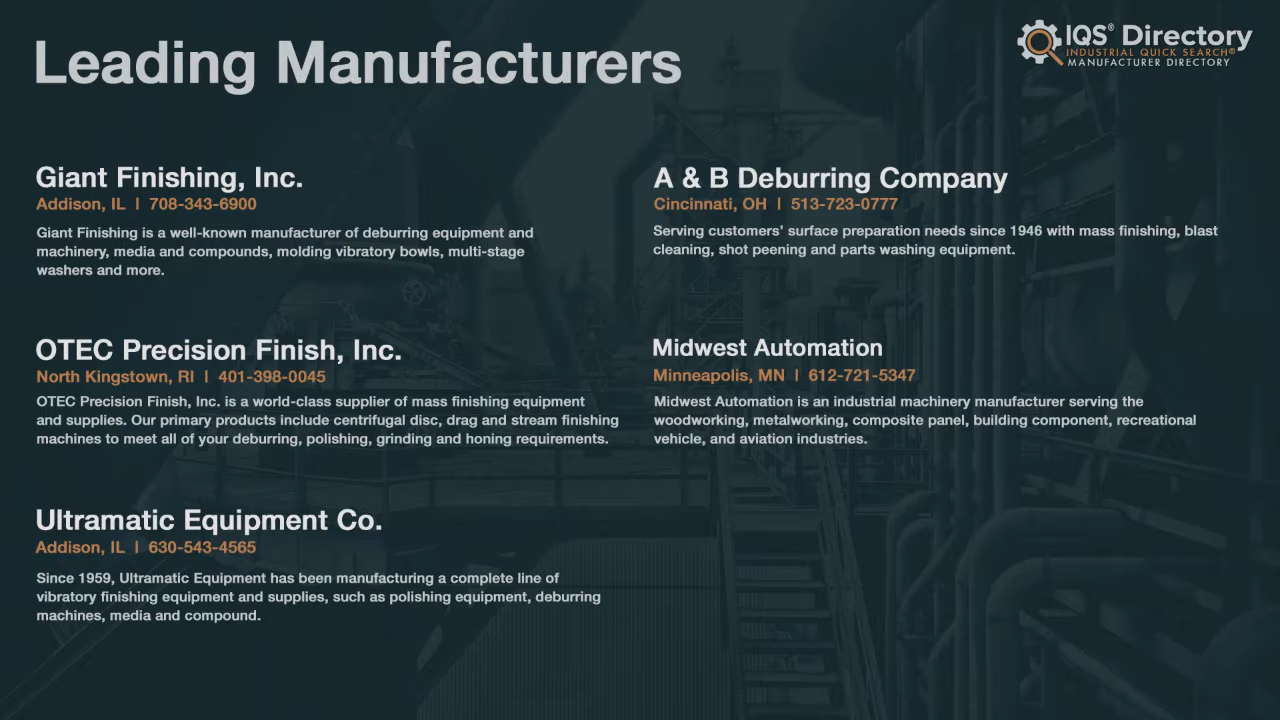 Leading Manufacturers
IQS® Directory
INDUSTRIAL QUICK SEARCH®
MANUFACTURER DIRECTORY
Giant Finishing, Inc.
Addison, IL | 708-343-6900
Giant Finishing is a well-known manufacturer of deburring equipment and
machinery, media and compounds, molding vibratory bowls, multi-stage
washers and more.
A & B Deburring Company
Cincinnati, OH | 513-723-0777
Serving customers’ surface preparation needs since 1946 with mass finishing, blast
cleaning, shot peening and parts washing equipment.
OTEC Precision Finish, Inc.
North Kingstown, RI | 401-398-0045
OTEC Precision Finish, Inc. is a world-class supplier of mass finishing equipment
and supplies. Our primary products include centrifugal disc, drag and stream finishing
machines to meet all of your deburring, polishing, grinding and honing requirements.
Midwest Automation
Minneapolis, MN | 612-721-5347
Midwest Automation is an industrial machinery manufacturer serving the
woodworking, metalworking, composite panel, building component, recreational
vehicle, and aviation industries.
Ultramatic Equipment Co.
Addison, IL | 630-543-4565
Since 1959, Ultramatic Equipment has been manufacturing a complete line of
vibratory finishing equipment and supplies, such as polishing equipment, deburring
machines, media and compound.